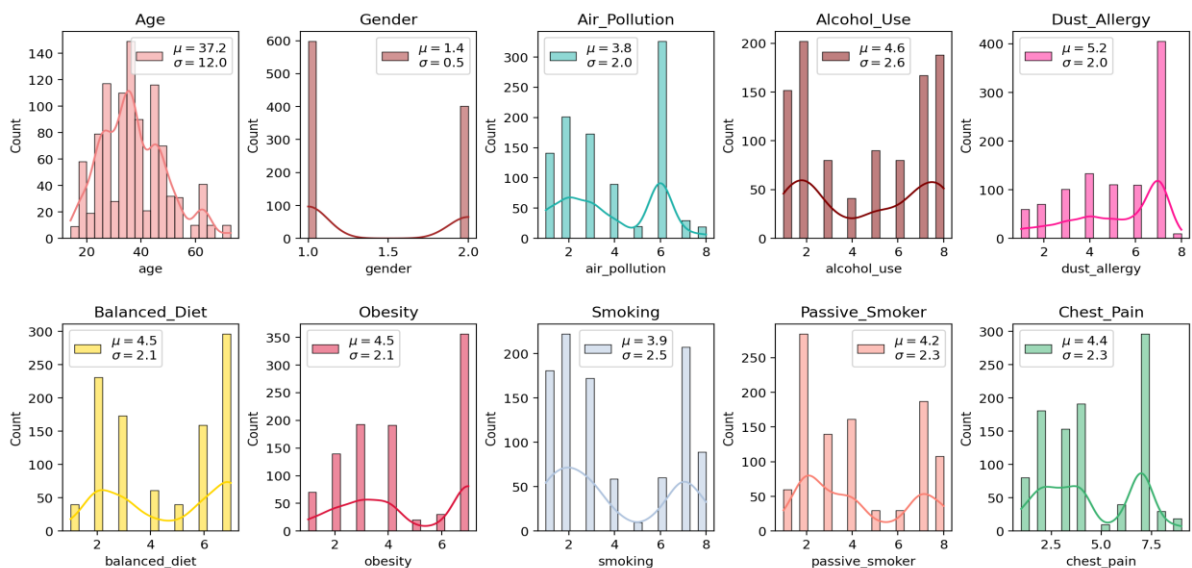 Age
μ = 37.2
σ = 12.0
Count
0
20
40
60
80
100
120
140
20
40
60
age
Gender
μ = 1.4
σ = 0.5
Count
0
100
200
300
400
500
600
1.0
1.5
2.0
gender
Air_Pollution
μ = 3.8
σ = 2.0
Count
0
50
100
150
200
250
300
2
4
6
8
air_pollution
Alcohol_Use
μ = 4.6
σ = 2.6
Count
0
50
100
150
200
2
4
6
8
alcohol_use
Dust_Allergy
μ = 5.2
σ = 2.0
Count
0
100
200
300
400
2
4
6
8
dust_allergy
Balanced_Diet
μ = 4.5
σ = 2.1
Count
0
50
100
150
200
250
300
2
4
6
balanced_diet
Obesity
μ = 4.5
σ = 2.1
Count
0
50
100
150
200
250
300
350
2
4
6
obesity
Smoking
μ = 3.9
σ = 2.5
Count
0
50
100
150
200
2
4
6
8
smoking
Passive_Smoker
μ = 4.2
σ = 2.3
Count
0
50
100
150
200
250
2
4
6
8
passive_smoker
Chest_Pain
μ = 4.4
σ = 2.3
Count
0
50
100
150
200
250
300
2.5
5.0
7.5
chest_pain